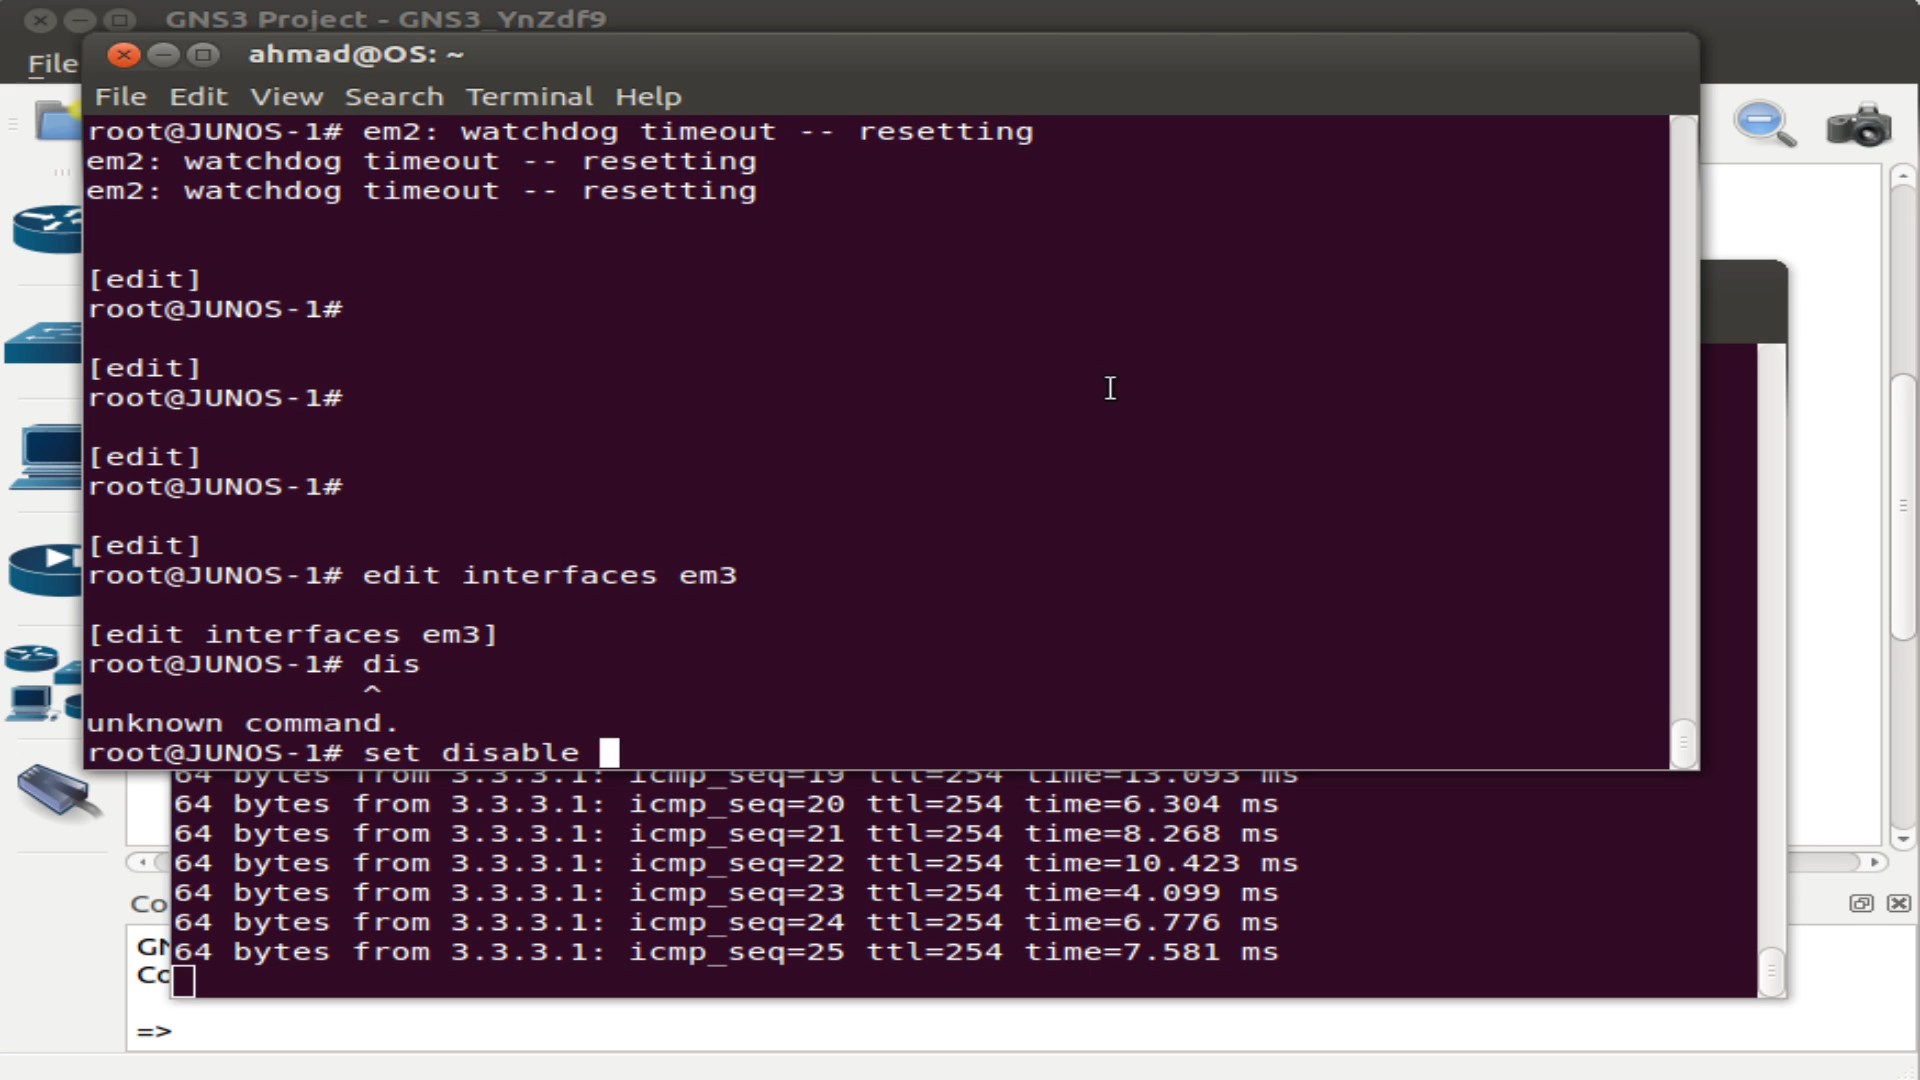 GNS3 Project - GNS3_YnZdf9
File
ahmad@OS: ~
File Edit View Search Terminal Help
root@JUNOS-1# em2: watchdog timeout -- resetting
em2: watchdog timeout -- resetting
em2: watchdog timeout -- resetting
[edit]
root@JUNOS-1#
[edit]
root@JUNOS-1#
[edit]
root@JUNOS-1#
[edit]
root@JUNOS-1# edit interfaces em3
[edit interfaces em3]
root@JUNOS-1# dis
^
unknown command.
root@JUNOS-1# set disable
64 bytes from 3.3.3.1: icmp_seq=19 ttl=254 time=13.093 ms
64 bytes from 3.3.3.1: icmp_seq=20 ttl=254 time=6.304 ms
64 bytes from 3.3.3.1: icmp_seq=21 ttl=254 time=8.268 ms
64 bytes from 3.3.3.1: icmp_seq=22 ttl=254 time=10.423 ms
64 bytes from 3.3.3.1: icmp_seq=23 ttl=254 time=4.099 ms
64 bytes from 3.3.3.1: icmp_seq=24 ttl=254 time=6.776 ms
64 bytes from 3.3.3.1: icmp_seq=25 ttl=254 time=7.581 ms
Co
GN
Co
=>